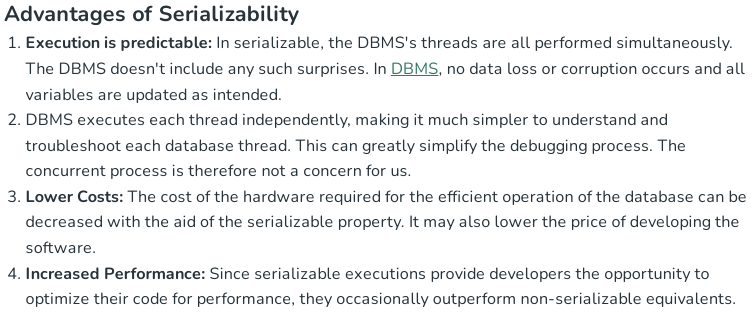 Advantages of Serializability
1. Execution is predictable: In serializable, the DBMS's threads are all performed simultaneously.
The DBMS doesn't include any such surprises. In DBMS, no data loss or corruption occurs and all
variables are updated as intended.
2. DBMS executes each thread independently, making it much simpler to understand and
troubleshoot each database thread. This can greatly simplify the debugging process. The
concurrent process is therefore not a concern for us.
3. Lower Costs: The cost of the hardware required for the efficient operation of the database can be
decreased with the aid of the serializable property. It may also lower the price of developing the
software.
4. Increased Performance: Since serializable executions provide developers the opportunity to
optimize their code for performance, they occasionally outperform non-serializable equivalents.